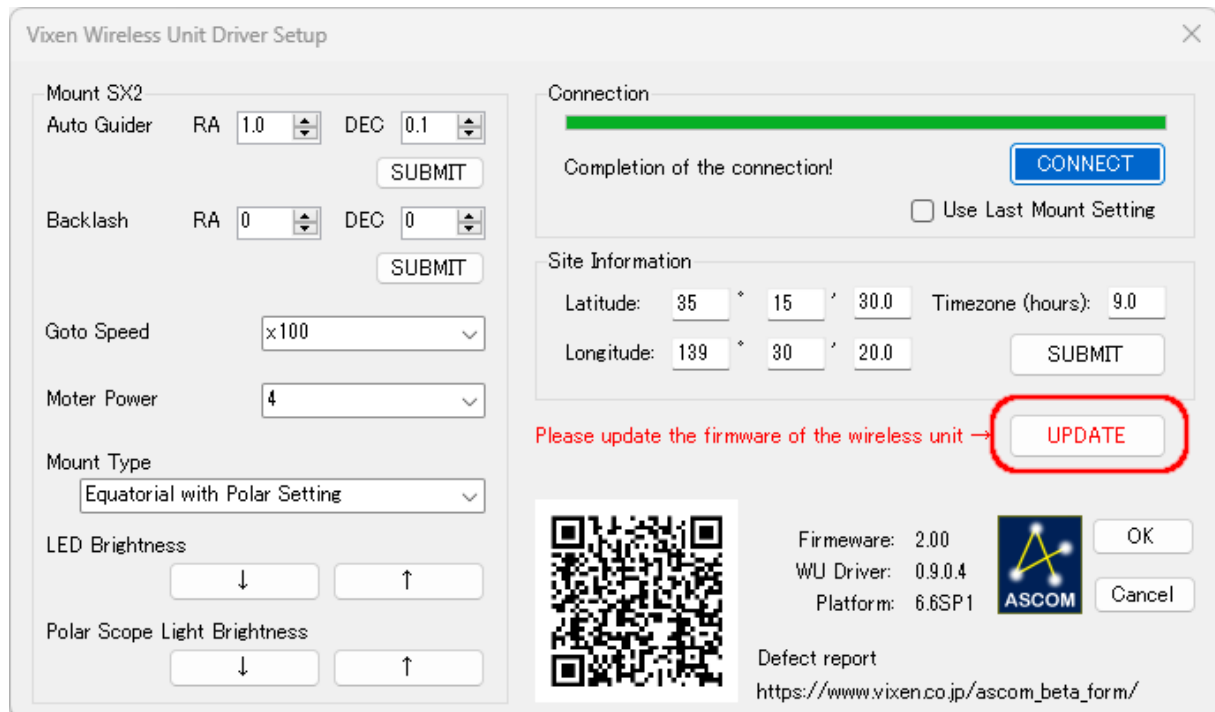 Vixen Wireless Unit Driver Setup
Mount SX2
Auto Guider RA 1.0 DEC 0.1
SUBMIT
Backlash RA 0 DEC 0
SUBMIT
Goto Speed ×100
Moter Power 4
Mount Type
Equatorial with Polar Setting
LED Brightness
↓ ↑
Polar Scope Light Brightness
↓ ↑
Connection
Completion of the connection! CONNECT
Use Last Mount Setting
Site Information
Latitude: 35 ° 15 ′ 30.0 Timezone (hours): 9.0
Longitude: 139 ° 30 ′ 20.0 SUBMIT
Please update the firmware of the wireless unit → UPDATE
Firmeware: 2.00
WU Driver: 0.9.0.4
Platform: 6.6SP1
ASCOM
OK
Cancel
Defect report
https://www.vixen.co.jp/ascom_beta_form/